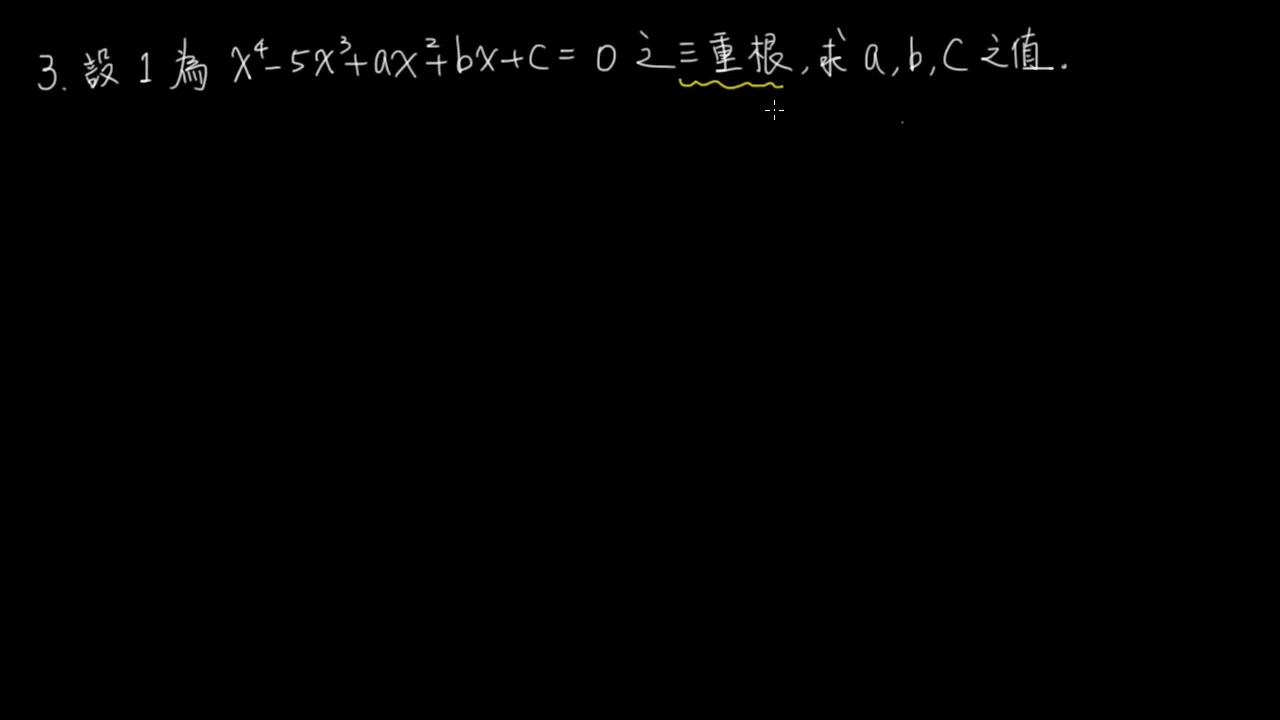 3. 設 1 為 x⁴-5x³+ax²+bx+c=0 之三重根,求 a,b,c 之值.